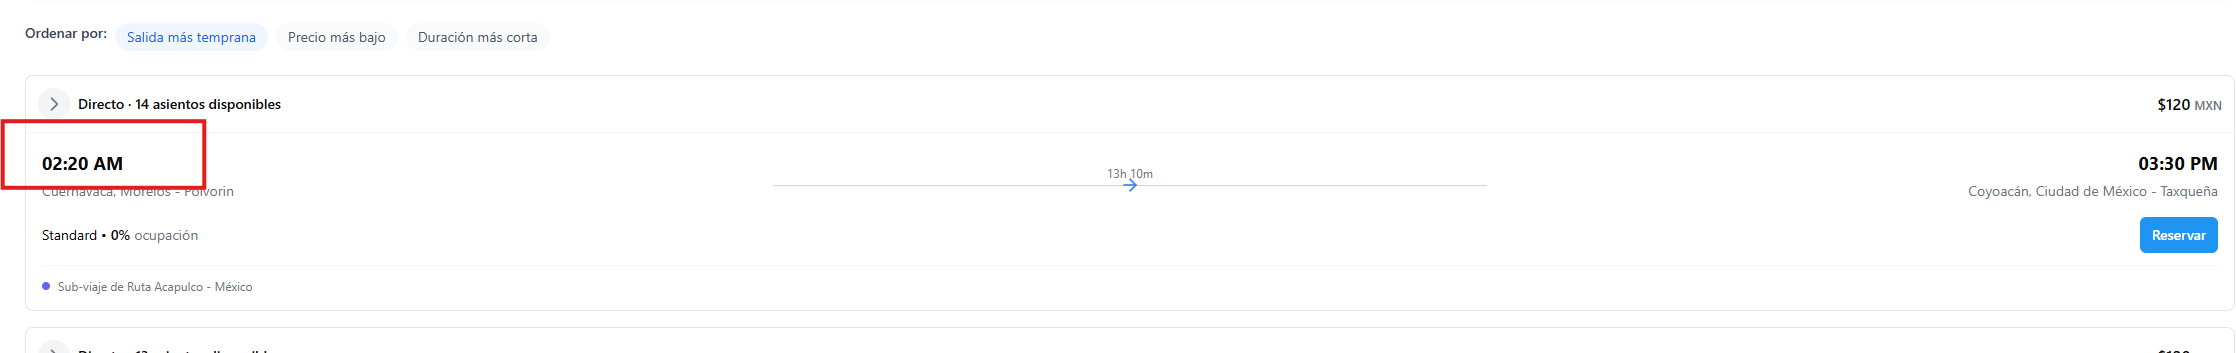 Ordenar por: Salida más temprana Precio más bajo Duración más corta
Directo · 14 asientos disponibles $120 MXN
02:20 AM 13h 10m 03:30 PM
Cuernavaca, Morelos - Polvorin Coyoacán, Ciudad de México - Taxqueña
Standard • 0% ocupación Reservar
Sub-viaje de Ruta Acapulco - México